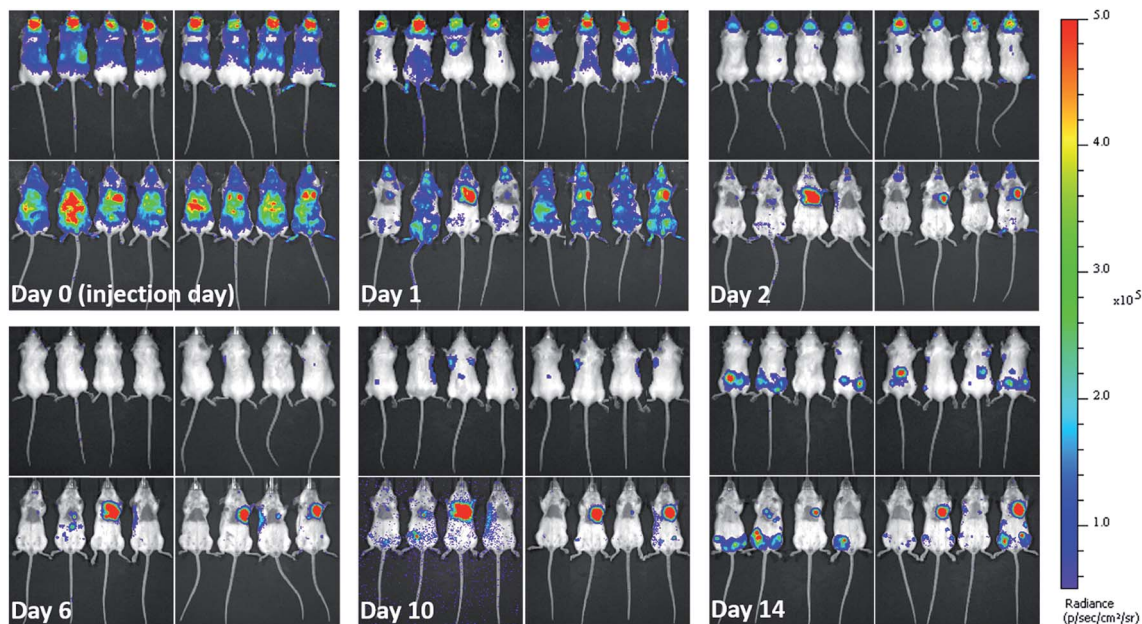 Day 0 (injection day)
Day 1
Day 2
Day 6
Day 10
Day 14
5.0
4.0
3.0
x10⁵
2.0
1.0
Radiance
(p/sec/cm²/sr)